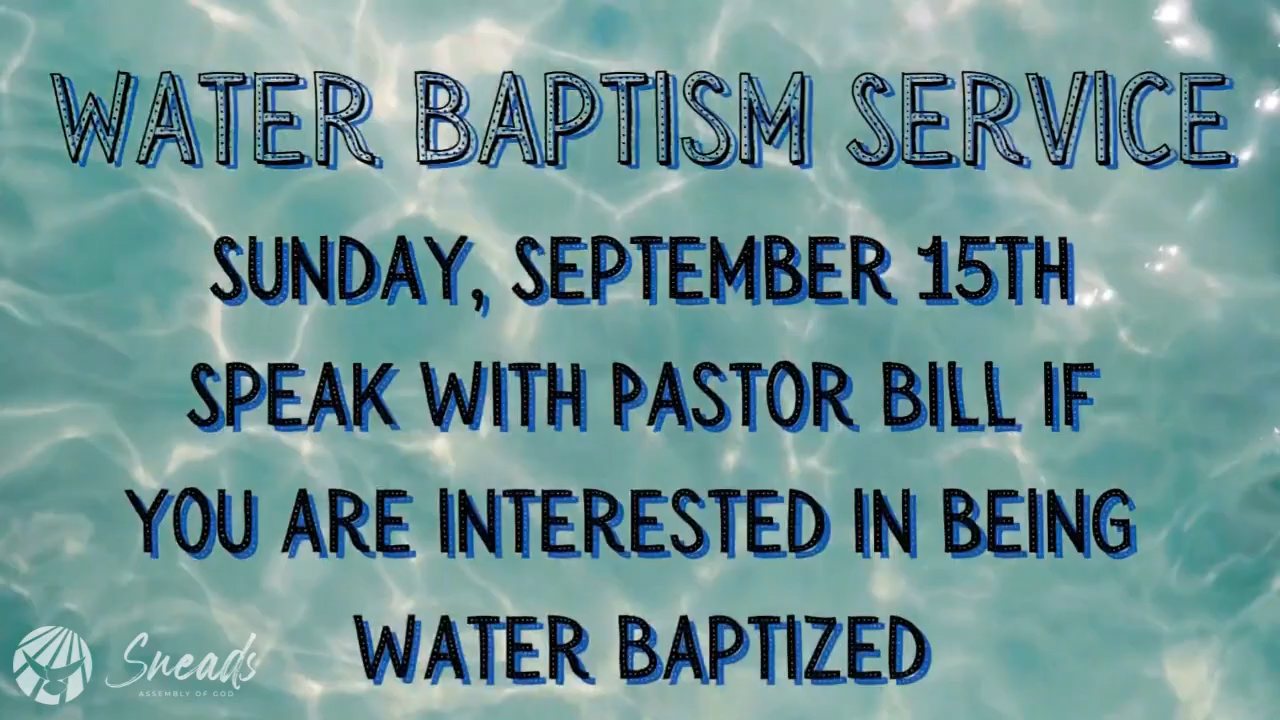 WATER BAPTISM SERVICE
SUNDAY, SEPTEMBER 15TH
SPEAK WITH PASTOR BILL IF
YOU ARE INTERESTED IN BEING
WATER BAPTIZED
Sneads
ASSEMBLY OF GOD